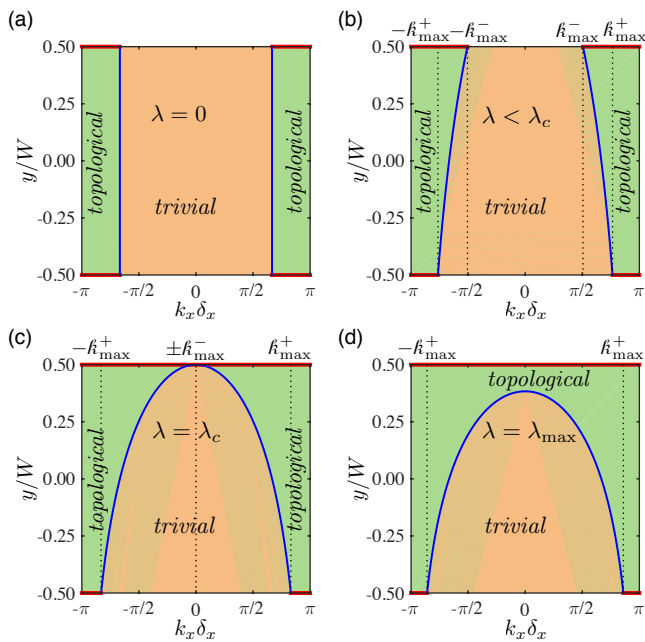 (a)
0.50
0.25
0.00
-0.25
-0.50
y/W
topological
λ = 0
trivial
topological
-π -π/2 0 π/2 π
k_xδ_x
(b)
-ƙ⁺_max -ƙ⁻_max ƙ⁻_max ƙ⁺_max
0.50
0.25
0.00
-0.25
-0.50
y/W
topological
λ < λ_c
trivial
topological
-π -π/2 0 π/2 π
k_xδ_x
(c)
-ƙ⁺_max ±ƙ⁻_max ƙ⁺_max
0.50
0.25
0.00
-0.25
-0.50
y/W
topological
λ = λ_c
trivial
topological
-π -π/2 0 π/2 π
k_xδ_x
(d)
-ƙ⁺_max ƙ⁺_max
0.50
0.25
0.00
-0.25
-0.50
y/W
topological
λ = λ_max
trivial
-π -π/2 0 π/2 π
k_xδ_x